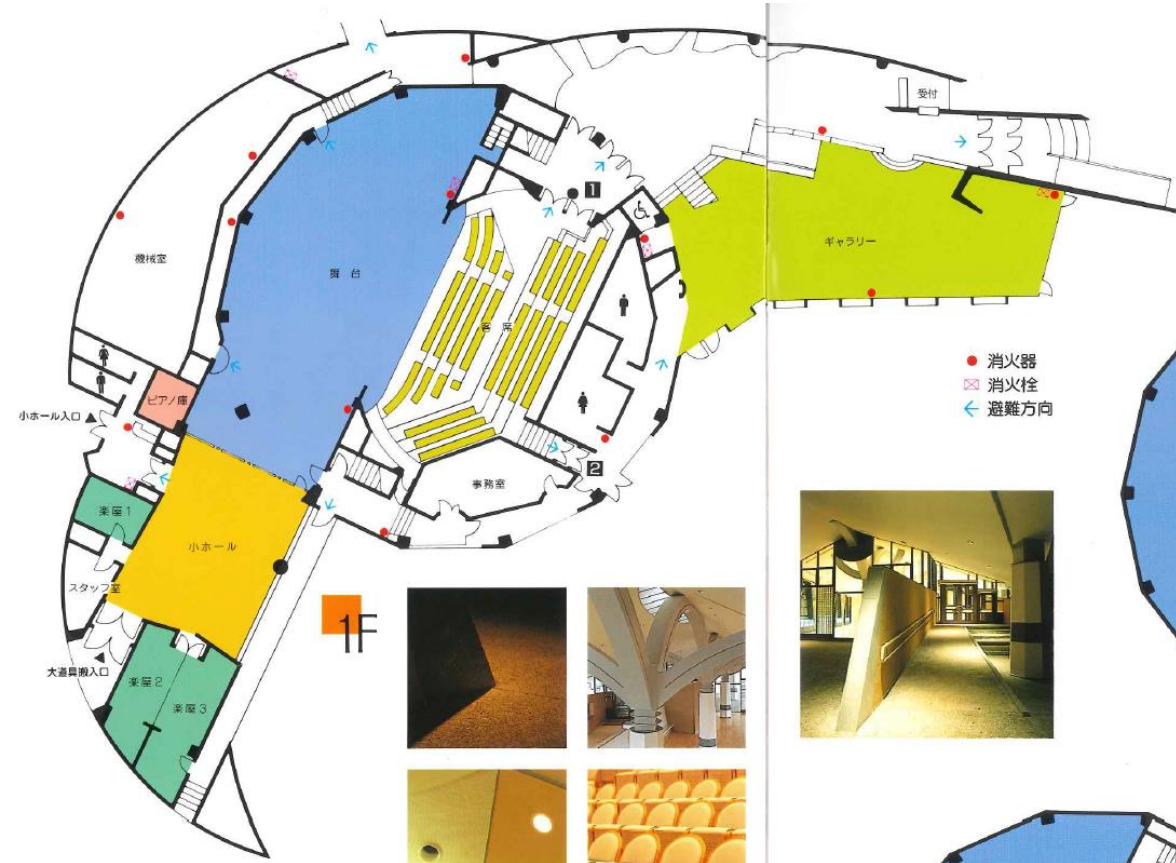 受付
1
ギャラリー
機械室
舞台
客席
消火器
消火栓
避難方向
ピアノ庫
小ホール入口
2
事務室
楽屋1
小ホール
スタッフ室
1F
大道具搬入口
楽屋2
楽屋3